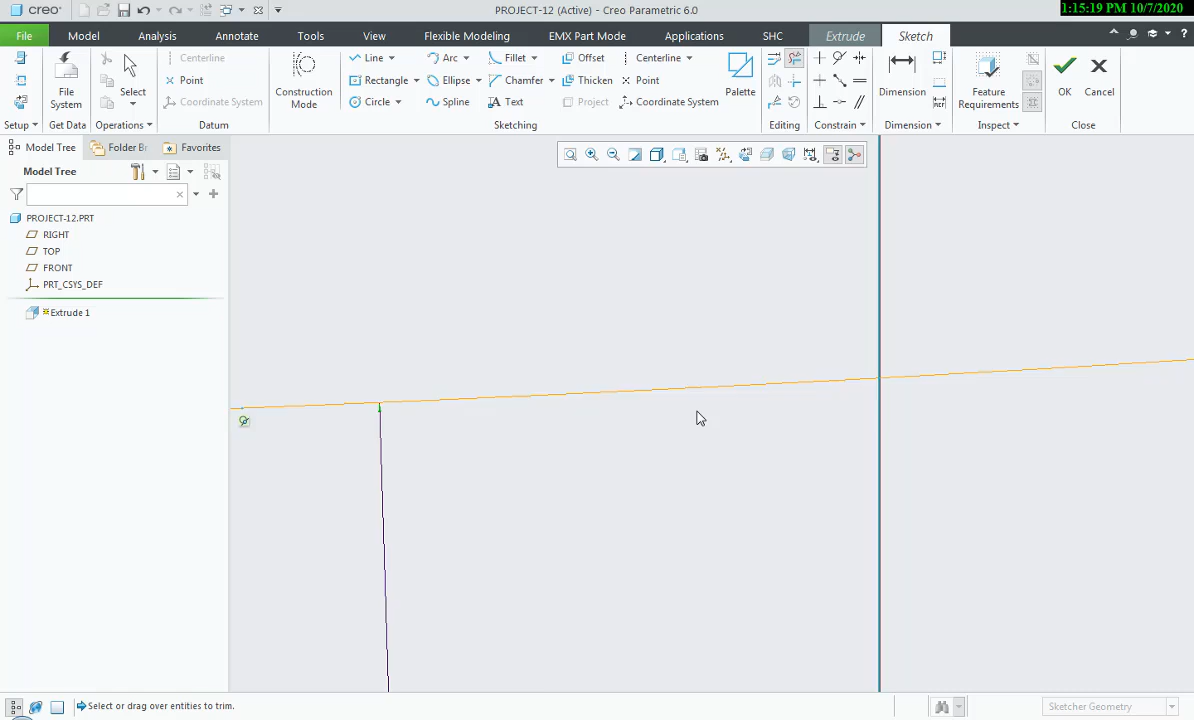 creo PROJECT-12 (Active) - Creo Parametric 6.0 1:15:19 PM 10/7/2020
File Model Analysis Annotate Tools View Flexible Modeling EMX Part Mode Applications SHC Extrude Sketch
Centerline Line Arc Fillet Offset Centerline
Point Rectangle Ellipse Chamfer Thicken Point
File System Select Construction Mode Palette Dimension Feature Requirements OK Cancel
Coordinate System Circle Spline Text Project Coordinate System
Setup Get Data Operations Datum Sketching Editing Constrain Dimension Inspect Close
Model Tree Folder Br Favorites
Model Tree
PROJECT-12.PRT
RIGHT
TOP
FRONT
PRT_CSYS_DEF
Extrude 1
Select or drag over entities to trim. Sketcher Geometry